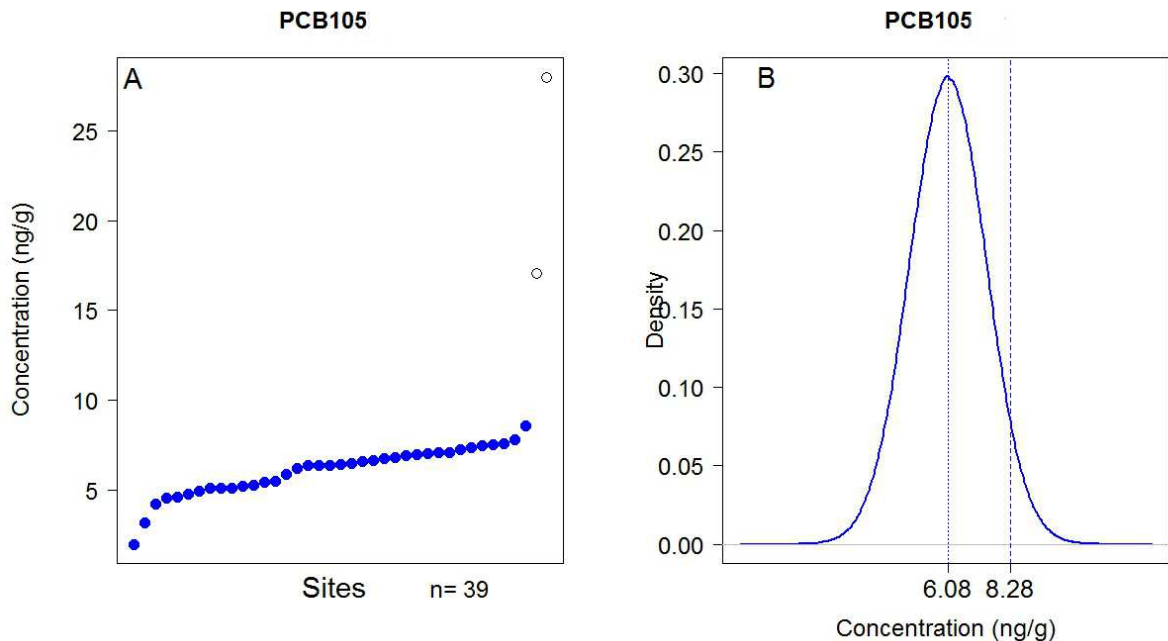 PCB105
A
Concentration (ng/g)
25
20
15
10
5
Sites n= 39
PCB105
B
Density
0.30
0.25
0.20
0.15
0.10
0.05
0.00
6.08 8.28
Concentration (ng/g)